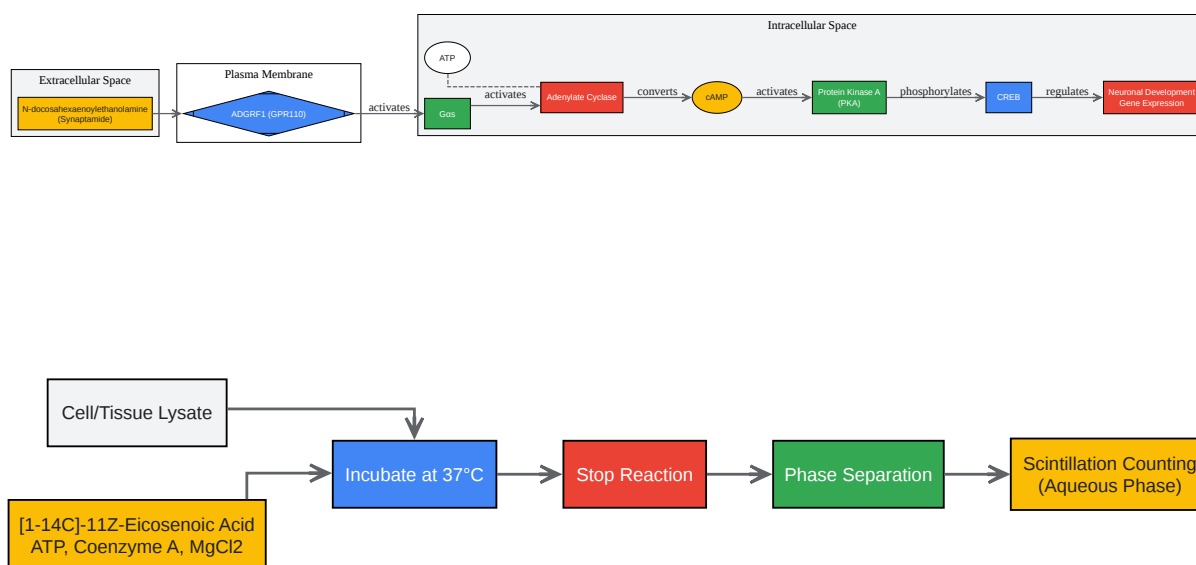 Intracellular Space
Extracellular Space
Plasma Membrane
N-docosahexaenoylethanolamine
(Synaptamide)
ADGRF1 (GPR110)
activates
ATP
Gαs
activates
Adenylate Cyclase
converts
cAMP
activates
Protein Kinase A
(PKA)
phosphorylates
CREB
regulates
Neuronal Development
Gene Expression
Cell/Tissue Lysate
[1-14C]-11Z-Eicosenoic Acid
ATP, Coenzyme A, MgCl2
Incubate at 37°C
Stop Reaction
Phase Separation
Scintillation Counting
(Aqueous Phase)